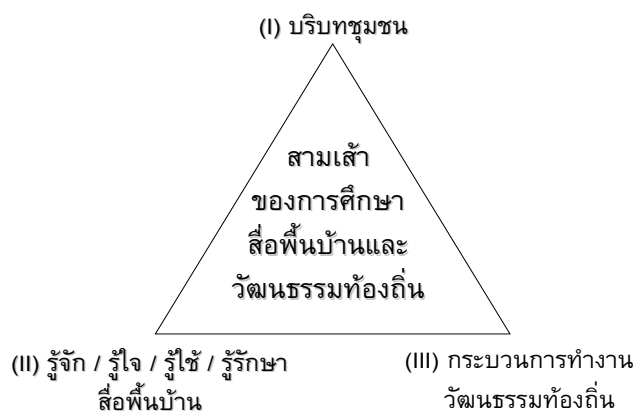 (I) บริบทชุมชน
สามเส้า
ของการศึกษา
สื่อพื้นบ้านและ
วัฒนธรรมท้องถิ่น
(II) รู้จัก / รู้ใจ / รู้ใช้ / รู้รักษา
สื่อพื้นบ้าน
(III) กระบวนการทำงาน
วัฒนธรรมท้องถิ่น